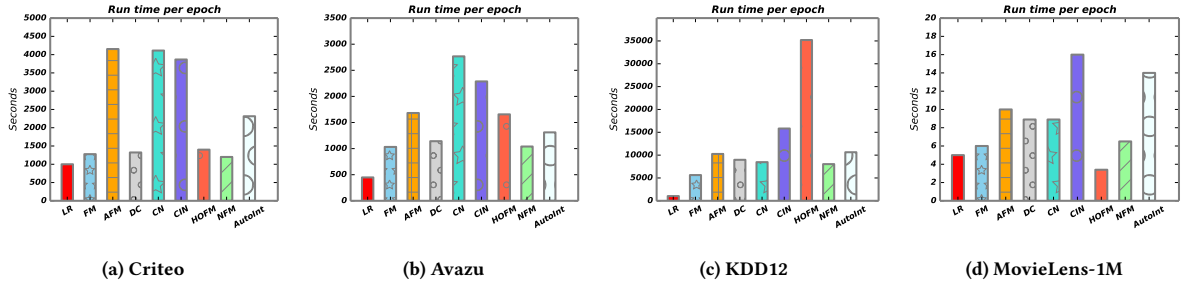 Run time per epoch
Seconds
5000
4500
4000
3500
3000
2500
2000
1500
1000
500
0
LR FM AFM DC CN CIN HOFM NFM AutoInt
(a) Criteo
Run time per epoch
Seconds
3500
3000
2500
2000
1500
1000
500
0
LR FM AFM DC CN CIN HOFM NFM AutoInt
(b) Avazu
Run time per epoch
Seconds
35000
30000
25000
20000
15000
10000
5000
0
LR FM AFM DC CN CIN HOFM NFM AutoInt
(c) KDD12
Run time per epoch
Seconds
20
18
16
14
12
10
8
6
4
2
0
LR FM AFM DC CN CIN HOFM NFM AutoInt
(d) MovieLens-1M